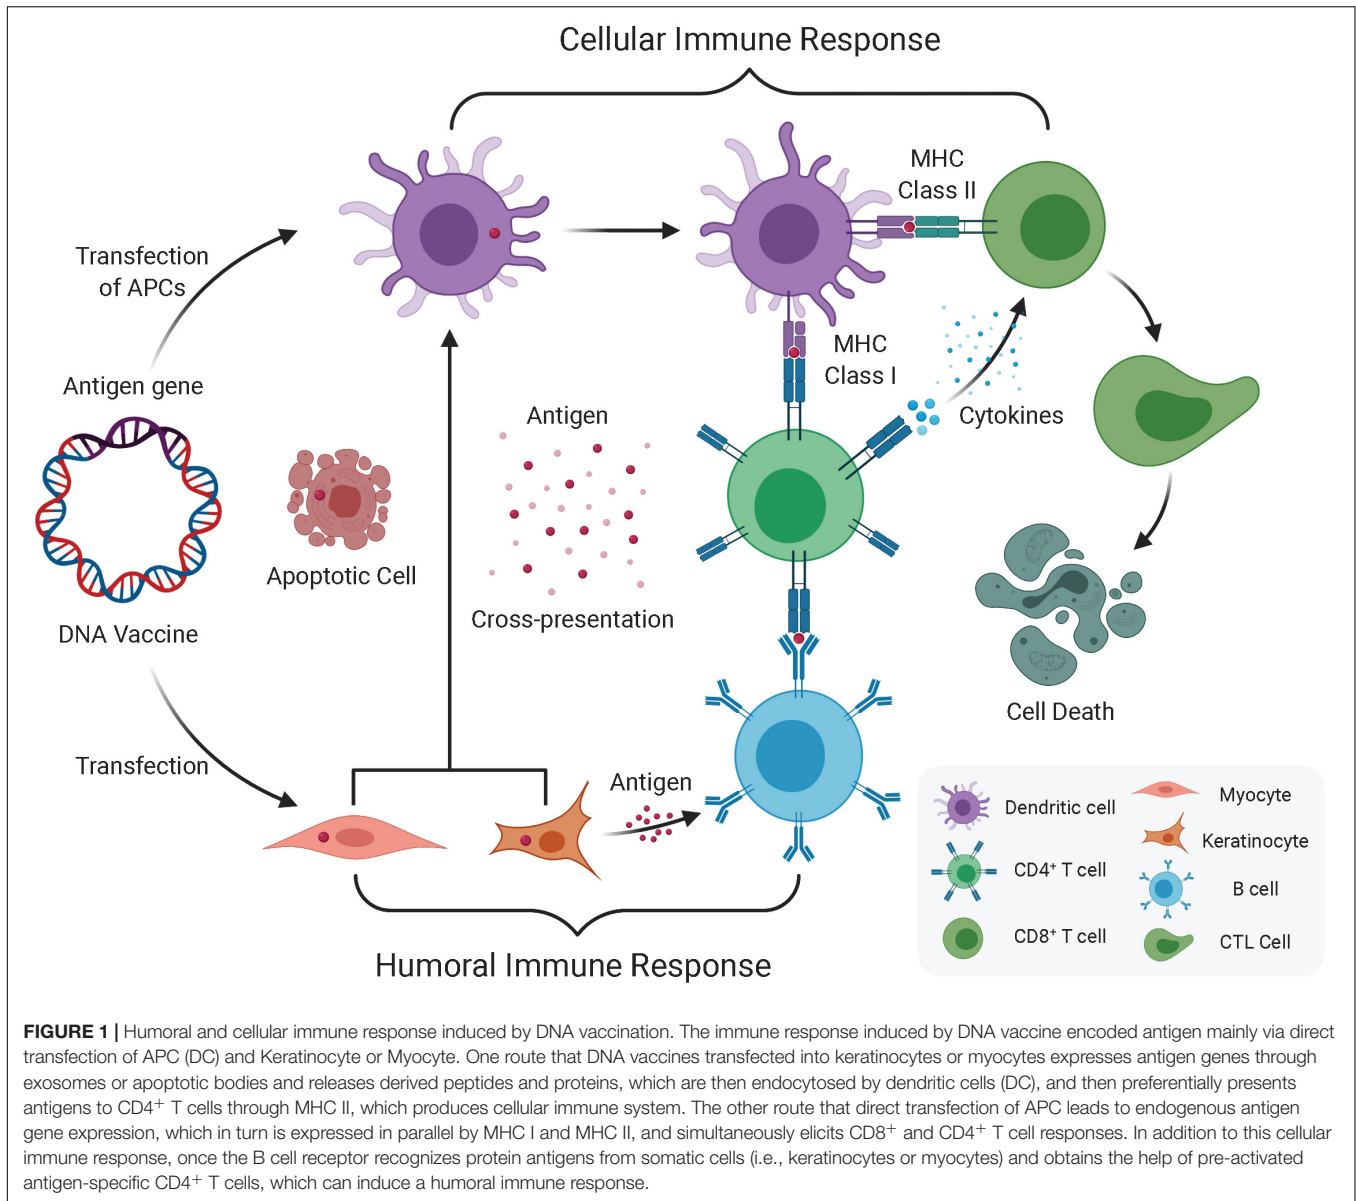 Cellular Immune Response
MHC
Class II
Transfection
of APCs
MHC
Class I
Antigen gene
Antigen
Cytokines
Apoptotic Cell
Cross-presentation
DNA Vaccine
Cell Death
Transfection
Antigen
Dendritic cell
Myocyte
Keratinocyte
CD4+ T cell
B cell
CD8+ T cell
CTL Cell
Humoral Immune Response
FIGURE 1 | Humoral and cellular immune response induced by DNA vaccination. The immune response induced by DNA vaccine encoded antigen mainly via direct
transfection of APC (DC) and Keratinocyte or Myocyte. One route that DNA vaccines transfected into keratinocytes or myocytes expresses antigen genes through
exosomes or apoptotic bodies and releases derived peptides and proteins, which are then endocytosed by dendritic cells (DC), and then preferentially presents
antigens to CD4+ T cells through MHC II, which produces cellular immune system. The other route that direct transfection of APC leads to endogenous antigen
gene expression, which in turn is expressed in parallel by MHC I and MHC II, and simultaneously elicits CD8+ and CD4+ T cell responses. In addition to this cellular
immune response, once the B cell receptor recognizes protein antigens from somatic cells (i.e., keratinocytes or myocytes) and obtains the help of pre-activated
antigen-specific CD4+ T cells, which can induce a humoral immune response.